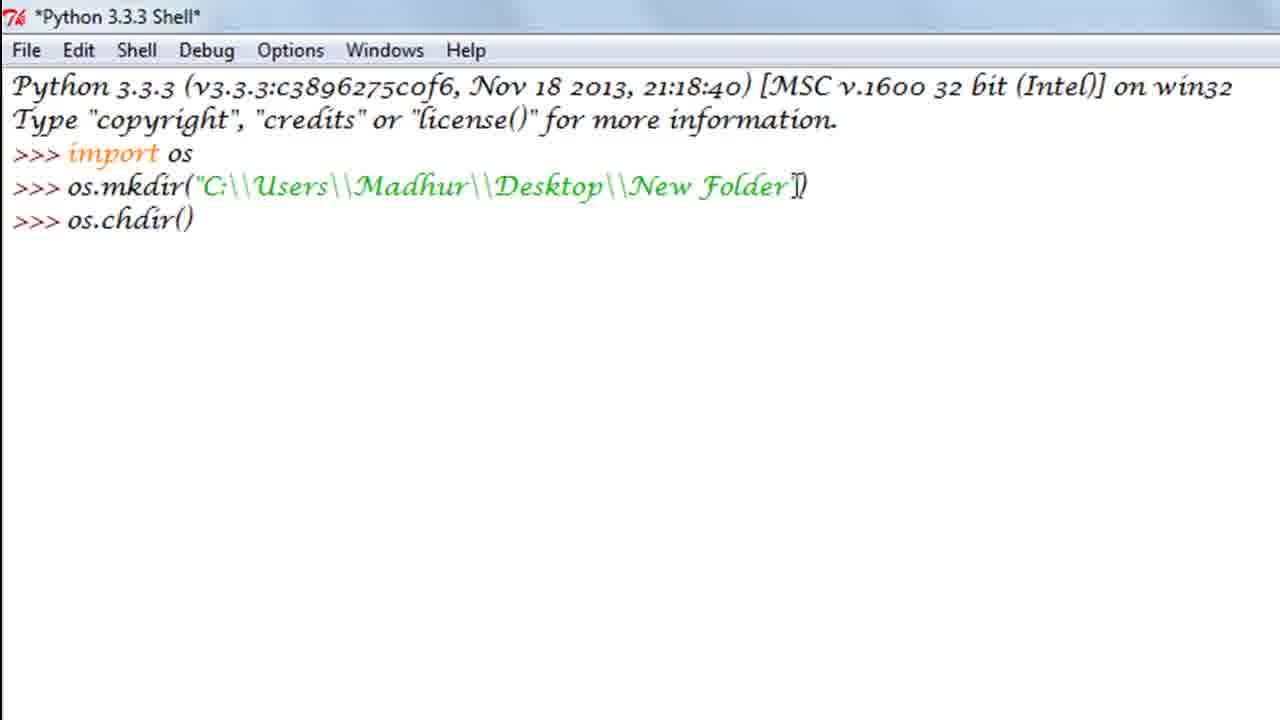 *Python 3.3.3 Shell*
File Edit Shell Debug Options Windows Help
Python 3.3.3 (v3.3.3:c3896275c0f6, Nov 18 2013, 21:18:40) [MSC v.1600 32 bit (Intel)] on win32
Type "copyright", "credits" or "license()" for more information.
>>> import os
>>> os.mkdir("C:\\Users\\Madhur\\Desktop\\New Folder")
>>> os.chdir()